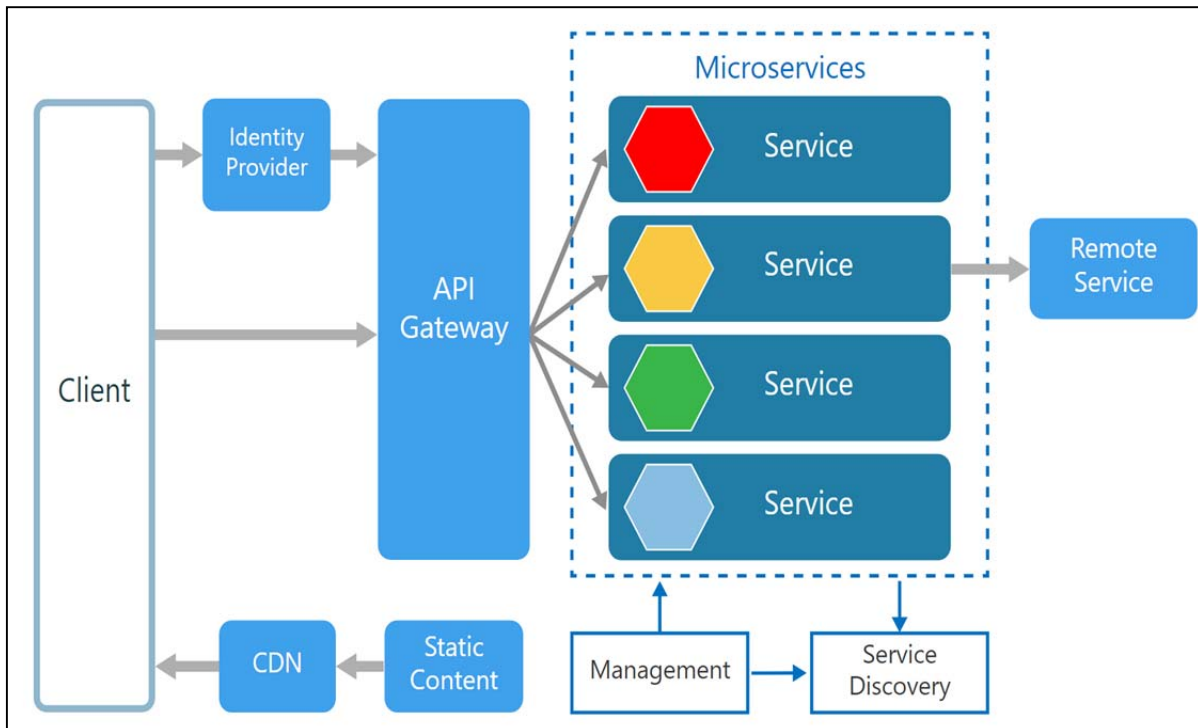 Microservices
Client
Identity
Provider
API
Gateway
Service
Service
Service
Service
Remote
Service
CDN
Static
Content
Management
Service
Discovery